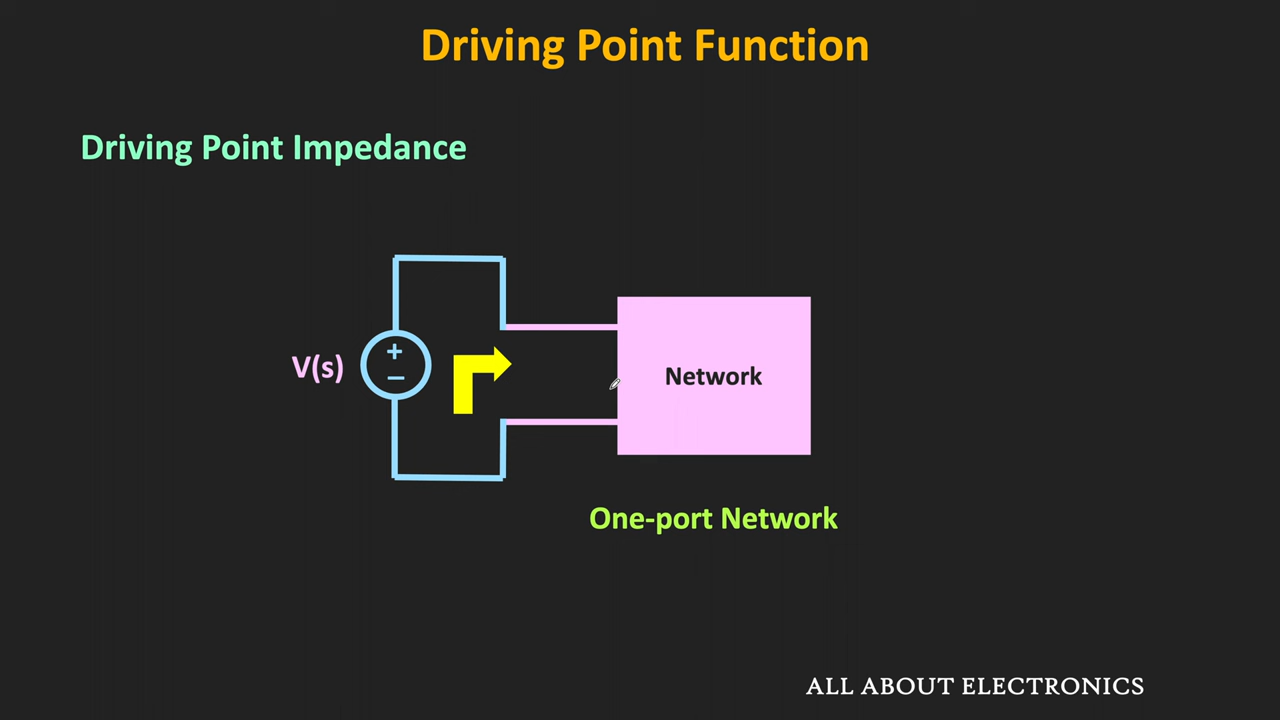 Driving Point Function
Driving Point Impedance
V(s)
+
−
Network
One-port Network
ALL ABOUT ELECTRONICS